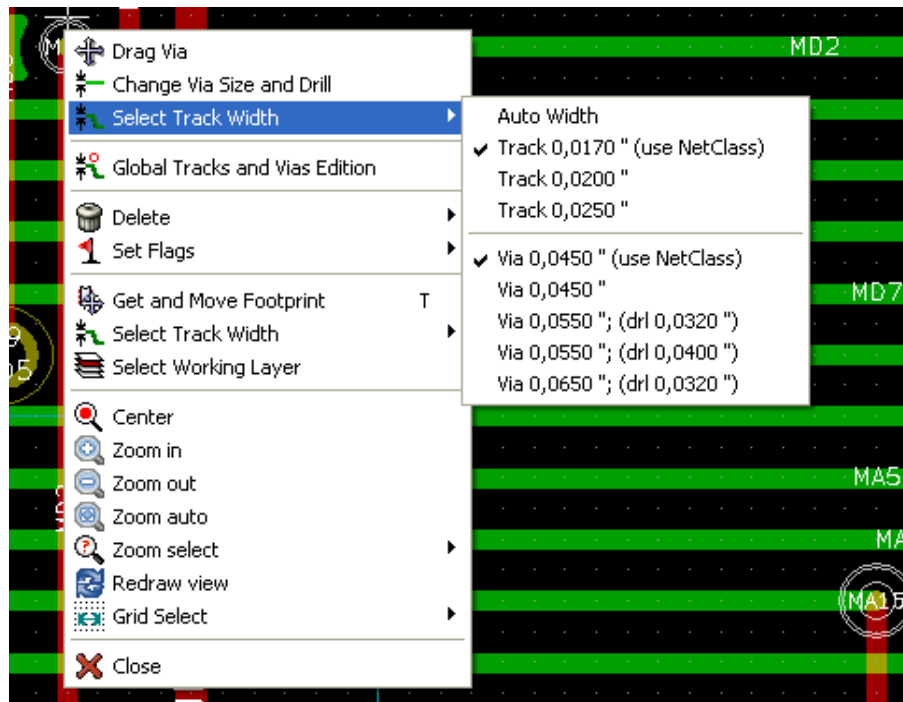 MD2
Drag Via
Change Via Size and Drill
Select Track Width
Auto Width
Track 0,0170 " (use NetClass)
Track 0,0200 "
Track 0,0250 "
Global Tracks and Vias Edition
Delete
Set Flags
Via 0,0450 " (use NetClass)
Via 0,0450 "
Via 0,0550 "; (drl 0,0320 ")
Via 0,0550 "; (drl 0,0400 ")
Via 0,0650 "; (drl 0,0320 ")
MD7
Get and Move Footprint T
Select Track Width
Select Working Layer
Center
Zoom in
Zoom out
Zoom auto
Zoom select
Redraw view
Grid Select
Close
MA5
MA
MA15